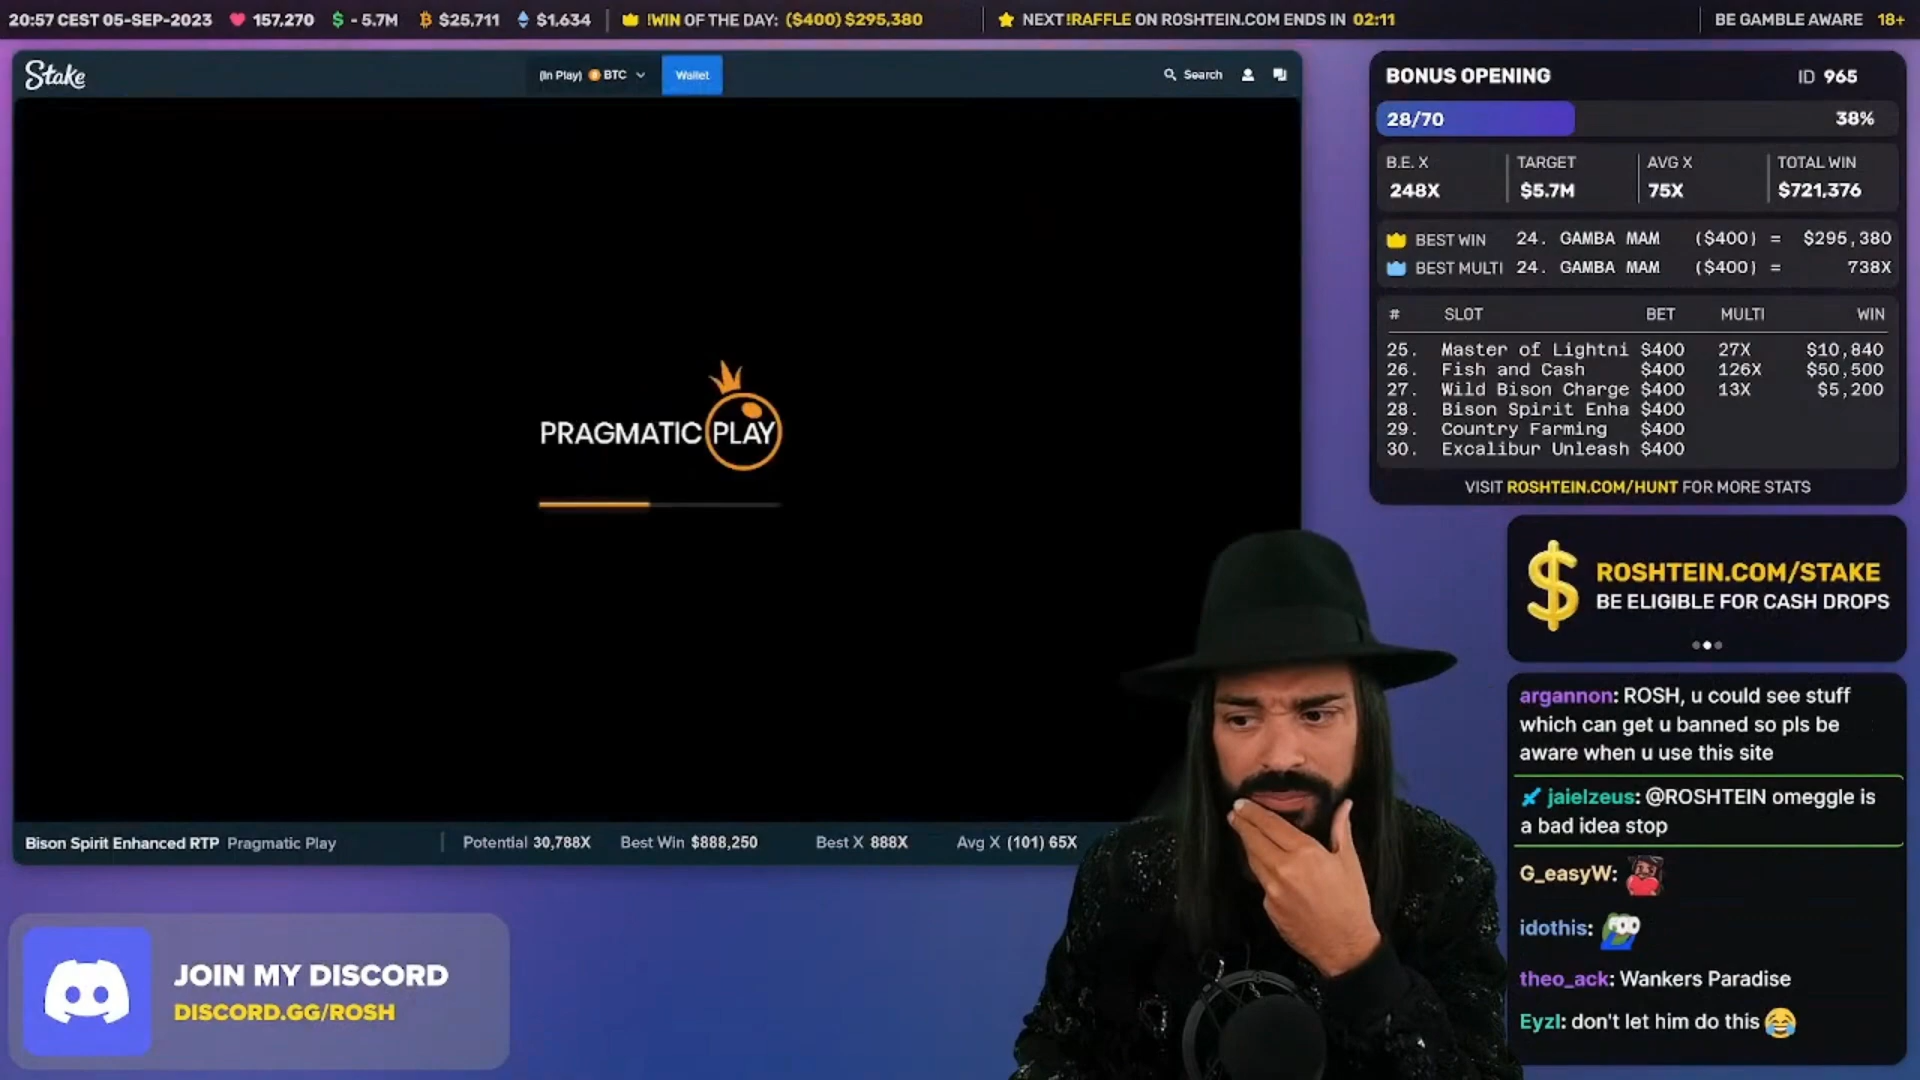 20:57 CEST 05-SEP-2023 157,270 $ - 5.7M $25,711 $1,634 !WIN OF THE DAY: ($400) $295,380 NEXT !RAFFLE ON ROSHTEIN.COM ENDS IN 02:11 BE GAMBLE AWARE 18+
Stake (In Play) BTC Wallet Search
PRAGMATIC PLAY
Bison Spirit Enhanced RTP Pragmatic Play Potential 30,788X Best Win $888,250 Best X 888X Avg X (101) 65X
JOIN MY DISCORD
DISCORD.GG/ROSH
BONUS OPENING ID 965
28/70 38%
B.E. X TARGET AVG X TOTAL WIN
248X $5.7M 75X $721,376
BEST WIN 24. GAMBA MAM ($400) = $295,380
BEST MULTI 24. GAMBA MAM ($400) = 738X
# SLOT BET MULTI WIN
25. Master of Lightni $400 27X $10,840
26. Fish and Cash $400 126X $50,500
27. Wild Bison Charge $400 13X $5,200
28. Bison Spirit Enha $400
29. Country Farming $400
30. Excalibur Unleash $400
VISIT ROSHTEIN.COM/HUNT FOR MORE STATS
$ ROSHTEIN.COM/STAKE
BE ELIGIBLE FOR CASH DROPS
argannon: ROSH, u could see stuff
which can get u banned so pls be
aware when u use this site
jaielzeus: @ROSHTEIN omeggle is
a bad idea stop
G_easyW:
idothis:
theo_ack: Wankers Paradise
Eyzl: don't let him do this